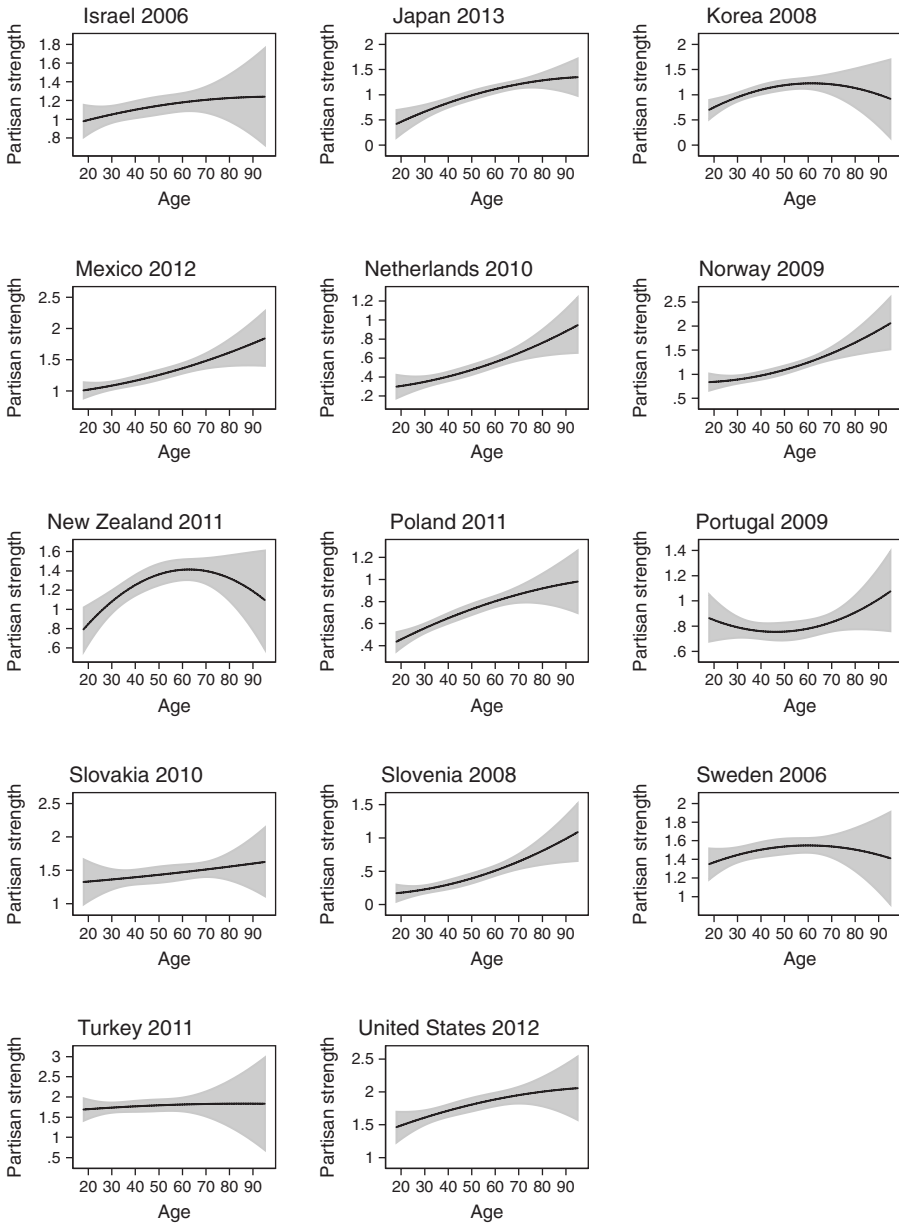 Israel 2006
Partisan strength
1.8
1.6
1.4
1.2
1
.8
20 30 40 50 60 70 80 90
Age
Japan 2013
Partisan strength
2
1.5
1
.5
0
20 30 40 50 60 70 80 90
Age
Korea 2008
Partisan strength
2
1.5
1
.5
0
20 30 40 50 60 70 80 90
Age
Mexico 2012
Partisan strength
2.5
2
1.5
1
20 30 40 50 60 70 80 90
Age
Netherlands 2010
Partisan strength
1.2
1
.8
.6
.4
.2
20 30 40 50 60 70 80 90
Age
Norway 2009
Partisan strength
2.5
2
1.5
1
.5
20 30 40 50 60 70 80 90
Age
New Zealand 2011
Partisan strength
1.6
1.4
1.2
1
.8
.6
20 30 40 50 60 70 80 90
Age
Poland 2011
Partisan strength
1.2
1
.8
.6
.4
20 30 40 50 60 70 80 90
Age
Portugal 2009
Partisan strength
1.4
1.2
1
.8
.6
20 30 40 50 60 70 80 90
Age
Slovakia 2010
Partisan strength
2.5
2
1.5
1
20 30 40 50 60 70 80 90
Age
Slovenia 2008
Partisan strength
1.5
1
.5
0
20 30 40 50 60 70 80 90
Age
Sweden 2006
Partisan strength
2
1.8
1.6
1.4
1.2
1
20 30 40 50 60 70 80 90
Age
Turkey 2011
Partisan strength
3
2.5
2
1.5
1
.5
20 30 40 50 60 70 80 90
Age
United States 2012
Partisan strength
2.5
2
1.5
1
20 30 40 50 60 70 80 90
Age